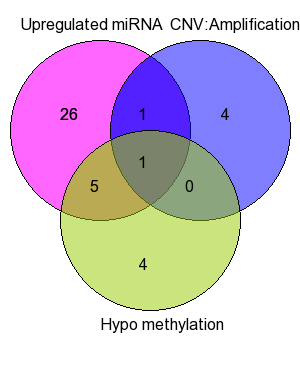 Upregulated miRNA CNV:Amplification
26 1 4
1
5 0
4
Hypo methylation